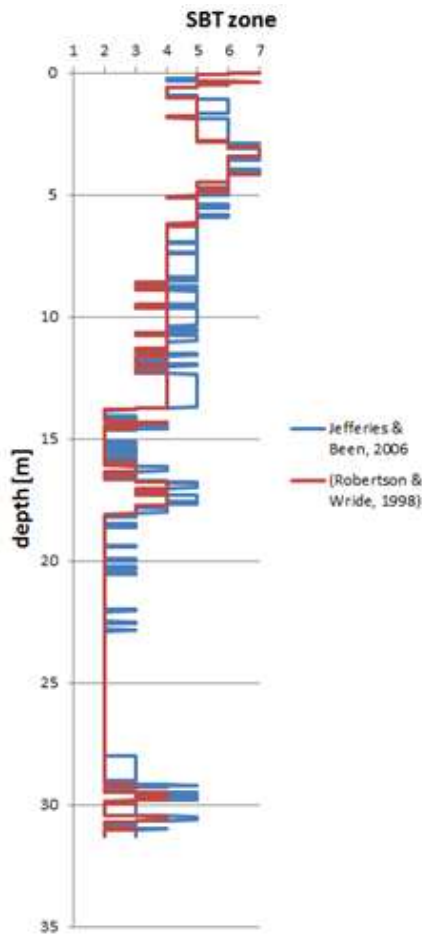 SBT zone
1 2 3 4 5 6 7
0
5
10
15
20
25
30
35
depth [m]
Jefferies &
Been, 2006
(Robertson &
Wride, 1998)